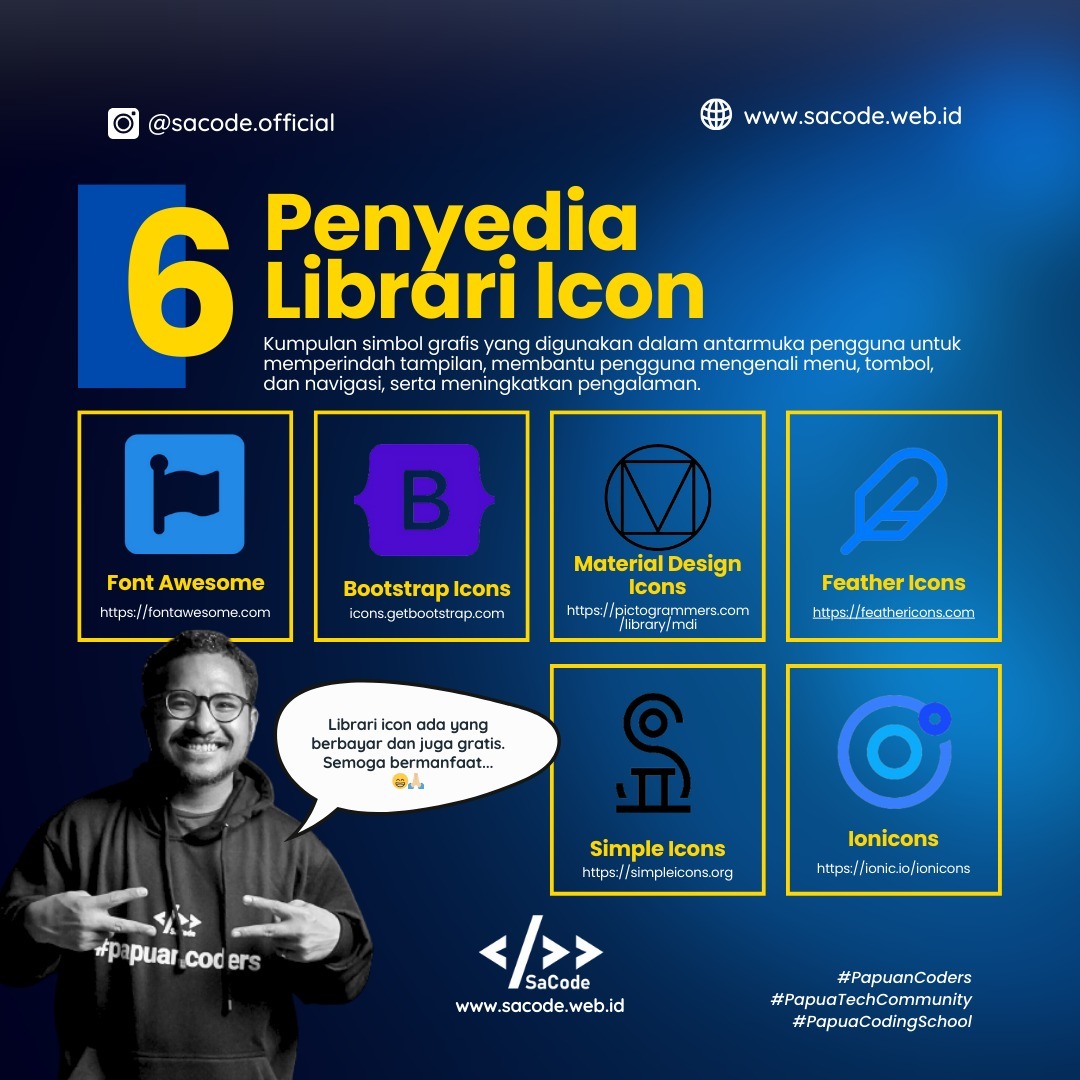 @sacode.official
www.sacode.web.id
6
Penyedia
Librari Icon
Kumpulan simbol grafis yang digunakan dalam antarmuka pengguna untuk
memperindah tampilan, membantu pengguna mengenali menu, tombol,
dan navigasi, serta meningkatkan pengalaman.
Font Awesome
https://fontawesome.com
B
Bootstrap Icons
icons.getbootstrap.com
Material Design
Icons
https://pictogrammers.com
/library/mdi
Feather Icons
https://feathericons.com
Librari icon ada yang
berbayar dan juga gratis.
Semoga bermanfaat...
😁🙏🏻
Simple Icons
https://simpleicons.org
Ionicons
https://ionic.io/ionicons
#papuan.coders
</>>
SaCode
www.sacode.web.id
#PapuanCoders
#PapuaTechCommunity
#PapuaCodingSchool